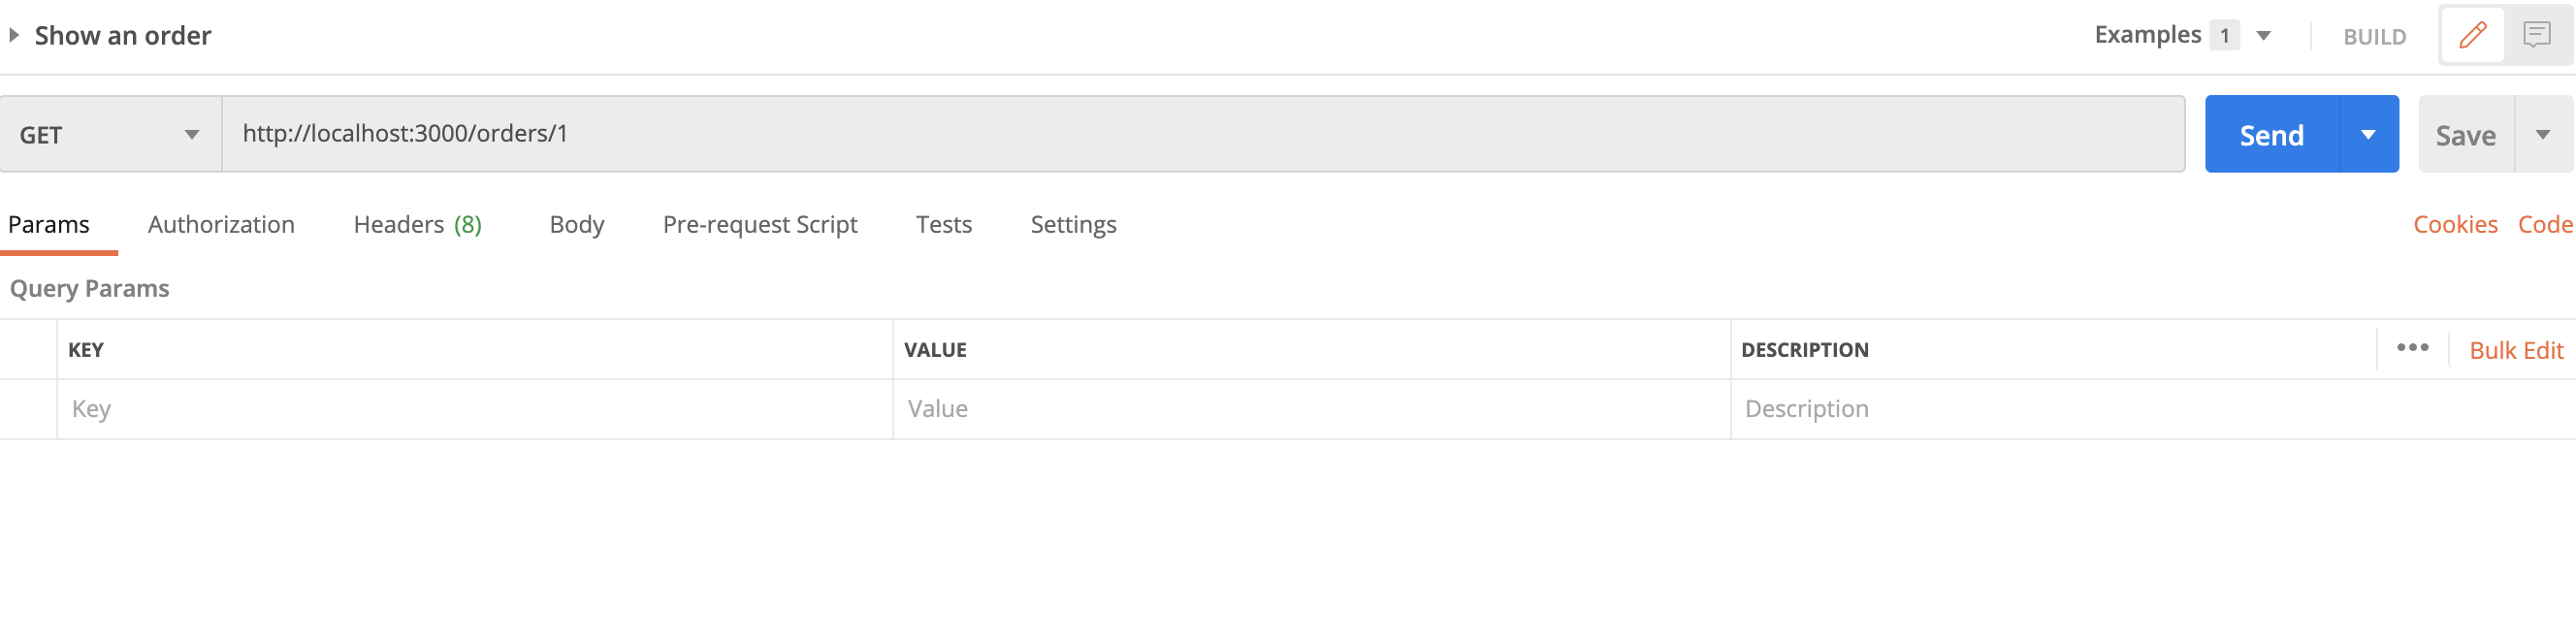 Show an order
Examples 1
BUILD
GET
http://localhost:3000/orders/1
Send
Save
Params Authorization Headers (8) Body Pre-request Script Tests Settings
Cookies Code
Query Params
KEY VALUE DESCRIPTION
Bulk Edit
Key Value Description